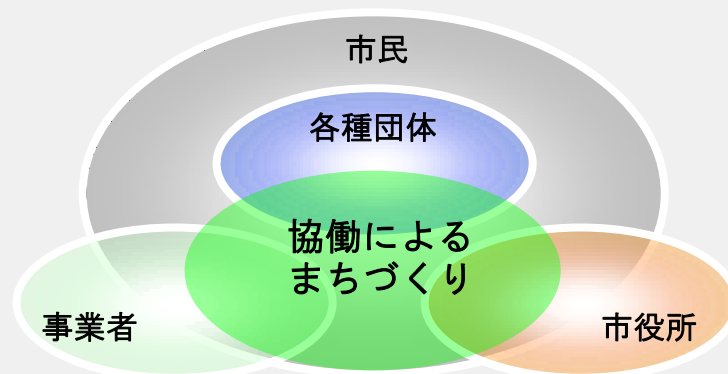 市民
各種団体
協働による
まちづくり
事業者
市役所